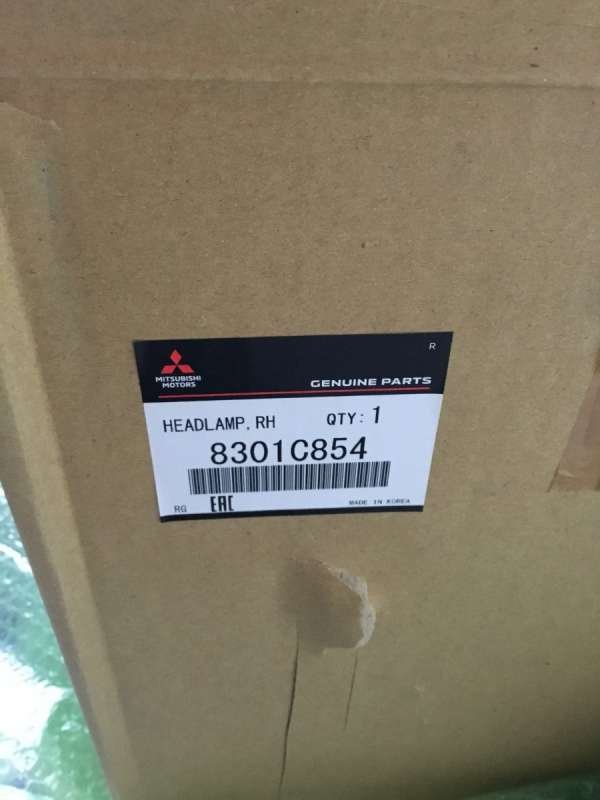 R
MITSUBISHI
MOTORS
GENUINE PARTS
HEADLAMP,RH QTY:1
8301C854
RG EAC MADE IN KOREA